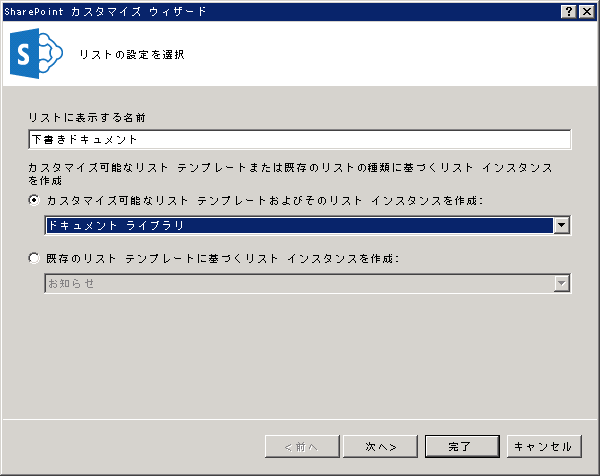 SharePoint カスタマイズ ウィザード
S
リストの設定を選択
リストに表示する名前
下書きドキュメント
カスタマイズ可能なリスト テンプレートまたは既存のリストの種類に基づくリスト インスタンス
を作成
カスタマイズ可能なリスト テンプレートおよびそのリスト インスタンスを作成:
ドキュメント ライブラリ
既存のリスト テンプレートに基づくリスト インスタンスを作成:
お知らせ
<前へ 次へ> 完了 キャンセル